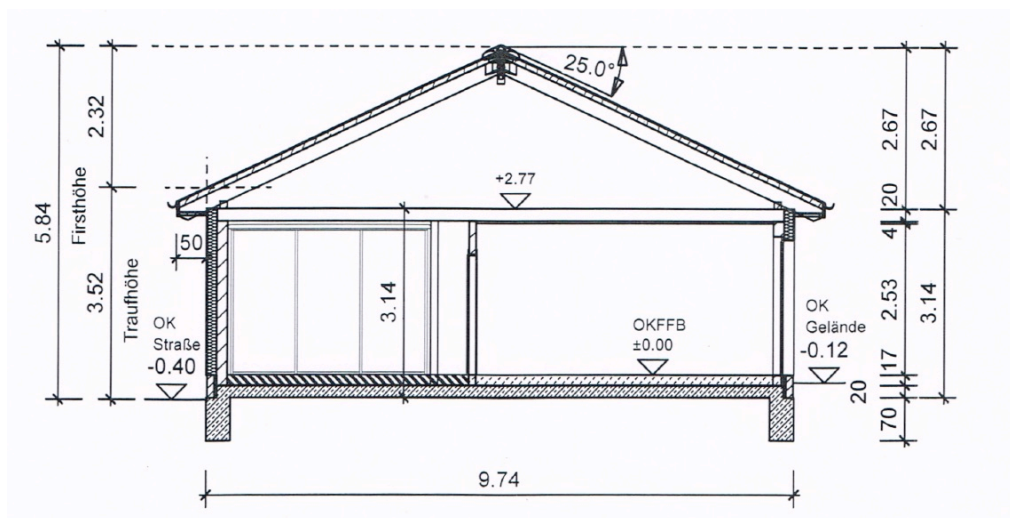 25.0°
2.32
2.67
2.67
5.84
Firsthöhe
+2.77
20
4
50
3.52
Traufhöhe
3.14
2.53
3.14
OK
Straße
-0.40
OKFFB
±0.00
OK
Gelände
-0.12
17
20
70
9.74